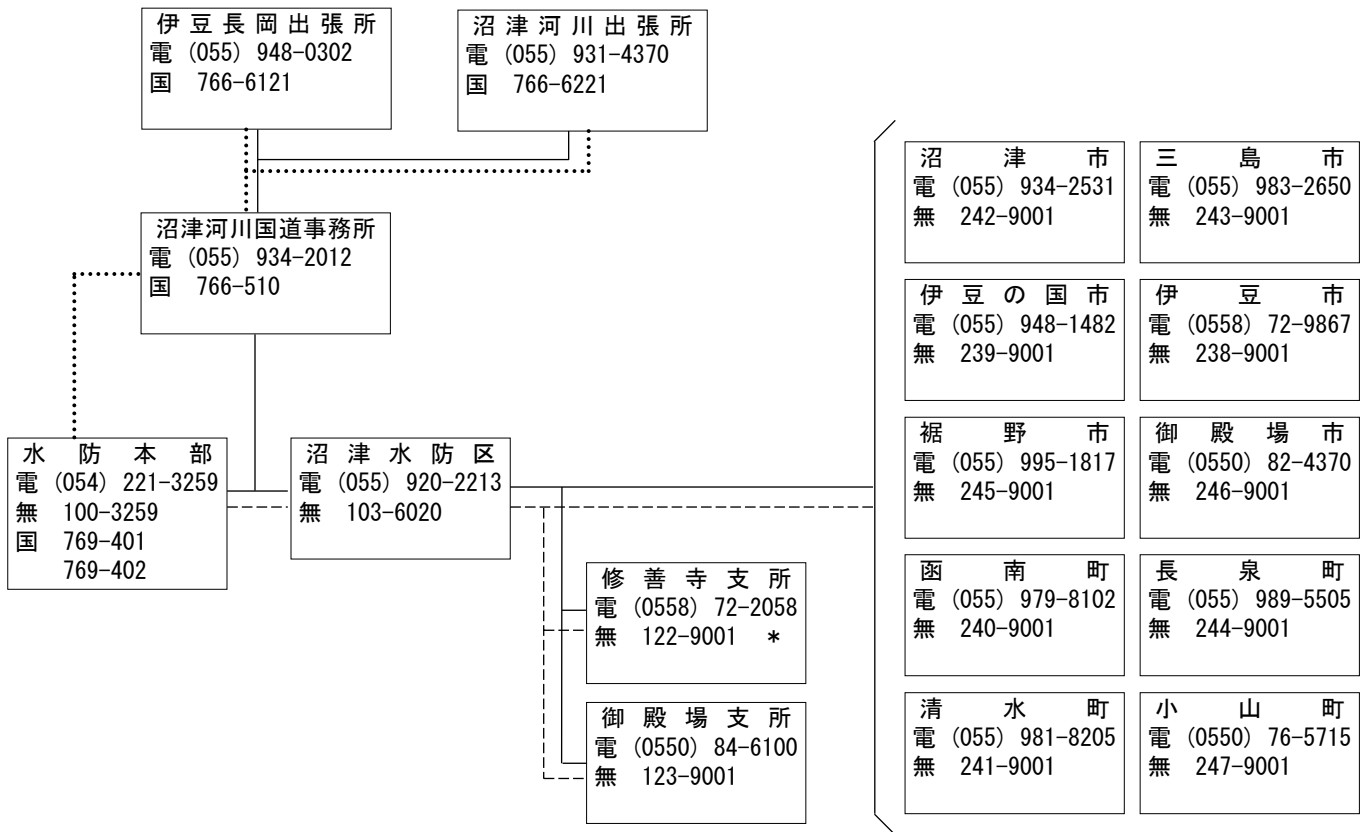 伊豆長岡出張所
電 (055) 948-0302
国 766-6121
沼津河川出張所
電 (055) 931-4370
国 766-6221
沼津河川国道事務所
電 (055) 934-2012
国 766-510
水防本部
電 (054) 221-3259
無 100-3259
国 769-401
769-402
沼津水防区
電 (055) 920-2213
無 103-6020
修善寺支所
電 (0558) 72-2058
無 122-9001 *
御殿場支所
電 (0550) 84-6100
無 123-9001
沼津市
電 (055) 934-2531
無 242-9001
三島市
電 (055) 983-2650
無 243-9001
伊豆の国市
電 (055) 948-1482
無 239-9001
伊豆市
電 (0558) 72-9867
無 238-9001
裾野市
電 (055) 995-1817
無 245-9001
御殿場市
電 (0550) 82-4370
無 246-9001
函南町
電 (055) 979-8102
無 240-9001
長泉町
電 (055) 989-5505
無 244-9001
清水町
電 (055) 981-8205
無 241-9001
小山町
電 (0550) 76-5715
無 247-9001